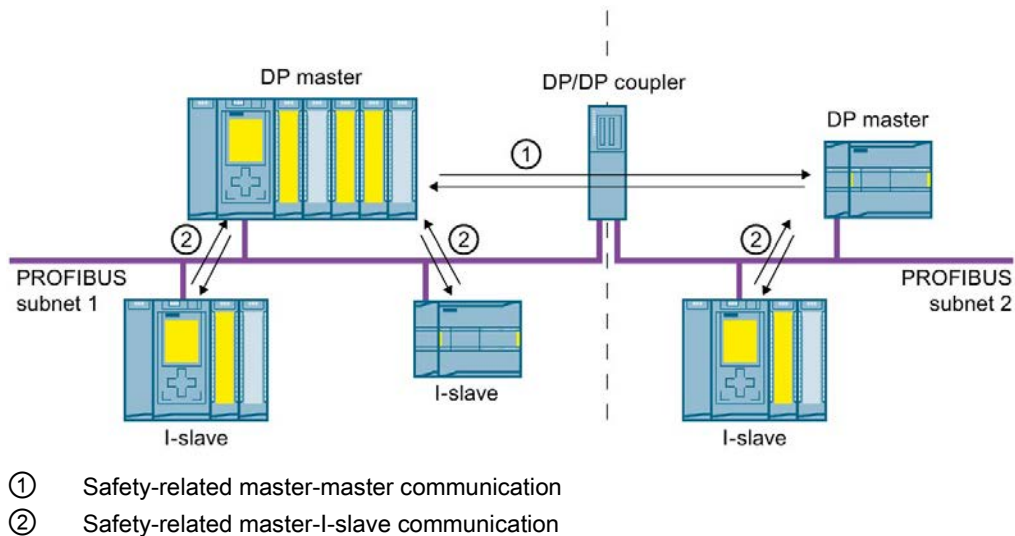 DP master
DP/DP coupler
DP master
①
②
②
②
PROFIBUS
subnet 1
PROFIBUS
subnet 2
I-slave
I-slave
I-slave
① Safety-related master-master communication
② Safety-related master-I-slave communication